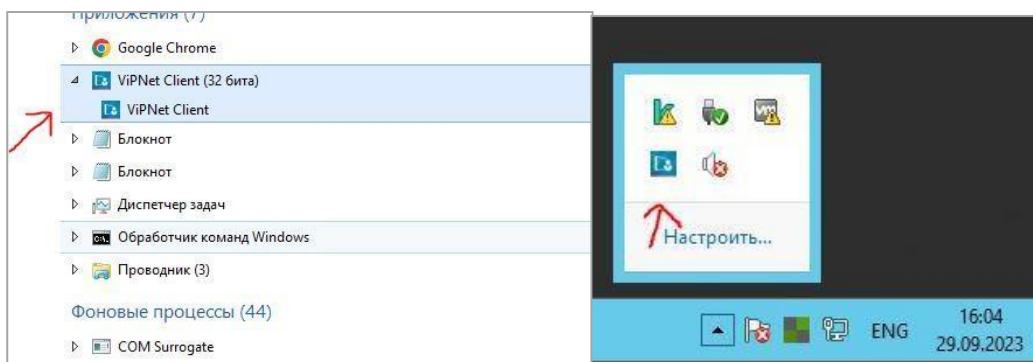 Приложения (7)
Google Chrome
ViPNet Client (32 бита)
ViPNet Client
Блокнот
Блокнот
Диспетчер задач
Обработчик команд Windows
Проводник (3)
Фоновые процессы (44)
COM Surrogate
Настроить...
ENG
16:04
29.09.2023